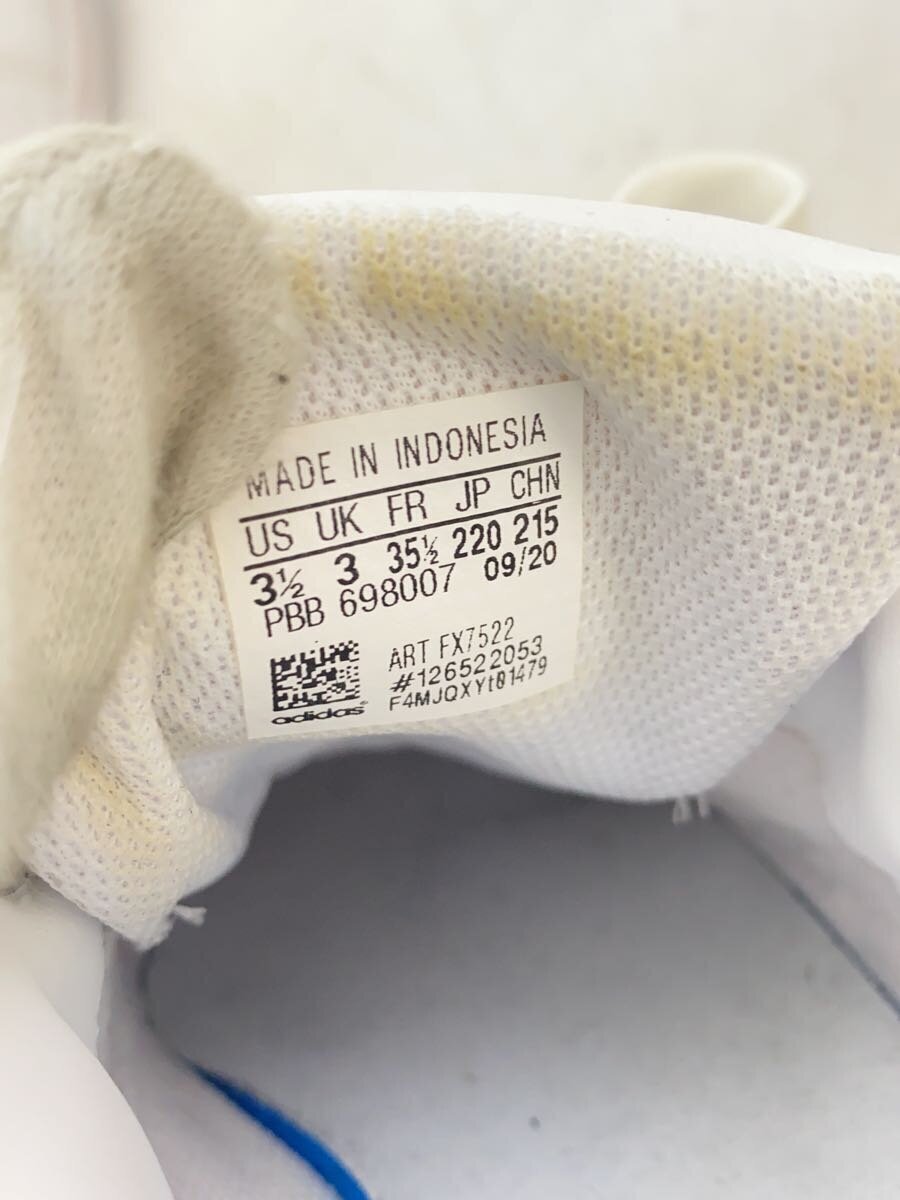 MADE IN INDONESIA
US UK FR JP CHN
3½ 3 35½ 220 215
PBB 698007 09/20
ART FX7522
#126522053
F4MJQXYt01479
adidas